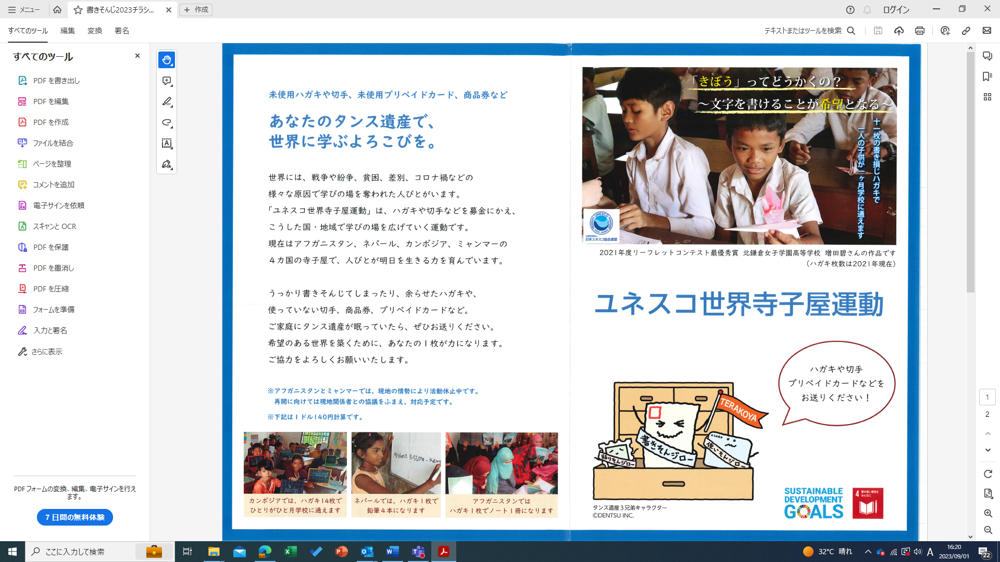 メニュー
書きそんじ2023チラシ...
作成
ログイン
すべてのツール
編集
変換
署名
テキストまたはツールを検索
すべてのツール
PDF を書き出し
PDF を編集
PDF を作成
ファイルを結合
ページを整理
コメントを追加
電子サインを依頼
スキャンと OCR
PDF を保護
PDF を墨消し
PDF を圧縮
フォームを準備
入力と署名
さらに表示
PDF フォームの変換、編集、電子サインを行え
ます。
7 日間の無料体験
未使用ハガキや切手、未使用プリペイドカード、商品券など
あなたのタンス遺産で、
世界に学ぶよろこびを。
世界には、戦争や紛争、貧困、差別、コロナ禍などの
様々な原因で学びの場を奪われた人びとがいます。
「ユネスコ世界寺子屋運動」は、ハガキや切手などを募金にかえ、
こうした国・地域で学びの場を広げていく運動です。
現在はアフガニスタン、ネパール、カンボジア、ミャンマーの
4カ国の寺子屋で、人びとが明日を生きる力を育んでいます。
うっかり書きそんじてしまったり、余らせたハガキや、
使っていない切手、商品券、プリペイドカードなど。
ご家庭にタンス遺産が眠っていたら、ぜひお送りください。
希望のある世界を築くために、あなたの1枚が力になります。
ご協力をよろしくお願いいたします。
※アフガニスタンとミャンマーでは、現地の情勢により活動休止中です。
再開に向けては現地関係者との協議をふまえ、対応予定です。
※下記は1ドル140円計算です。
My Name is SIMA - Kewa
カンボジアでは、ハガキ14枚で
ひとりがひと月学校に通えます
ネパールでは、ハガキ1枚で
鉛筆4本になります
アフガニスタンでは
ハガキ1枚でノート1冊になります
「きぼう」ってどうかくの？
〜文字を書けることが希望となる〜
十一枚の書き損じハガキで
一人の子供が一ヶ月学校に通えます
UNESCO
公益社団法人
日本ユネスコ協会連盟
2021年度リーフレットコンテスト最優秀賞 北鎌倉女子学園高等学校 増田碧さんの作品です
（ハガキ枚数は2021年現在）
ユネスコ世界寺子屋運動
ハガキや切手
プリペイドカードなどを
お送りください！
TERAKOYA
CARD
書きそんジロー
貼りそんジロー
使いそんジロー
タンス遺産3兄弟キャラクター
©DENTSU INC.
SUSTAINABLE
DEVELOPMENT
GOALS
4 質の高い教育を
みんなに
1
2
ここに入力して検索
32°C 晴れ
A
16:20
2023/09/01
22